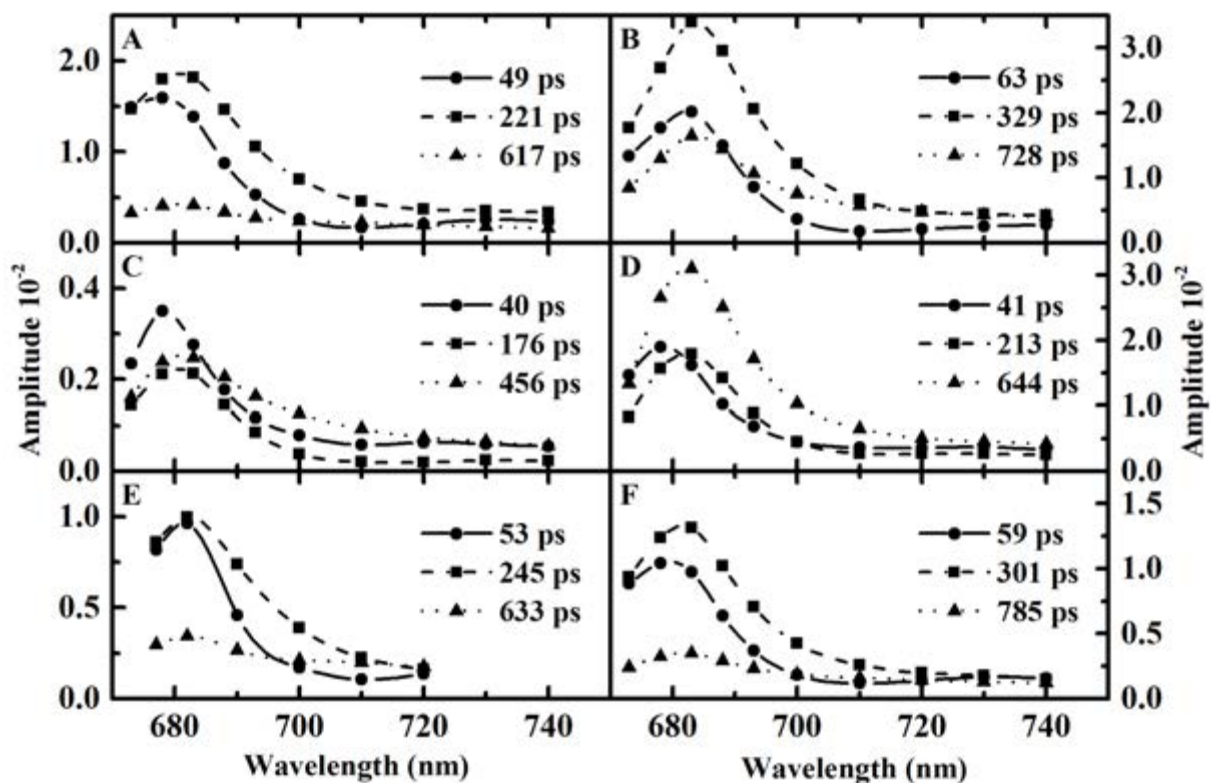 A
49 ps
221 ps
617 ps
2.0
1.0
0.0
B
63 ps
329 ps
728 ps
3.0
2.0
1.0
0.0
C
40 ps
176 ps
456 ps
0.4
0.2
0.0
D
41 ps
213 ps
644 ps
3.0
2.0
1.0
0.0
E
53 ps
245 ps
633 ps
1.0
0.5
0.0
F
59 ps
301 ps
785 ps
1.5
1.0
0.5
0.0
Amplitude 10⁻²
Amplitude 10⁻²
680 700 720 740
680 700 720 740
Wavelength (nm)
Wavelength (nm)